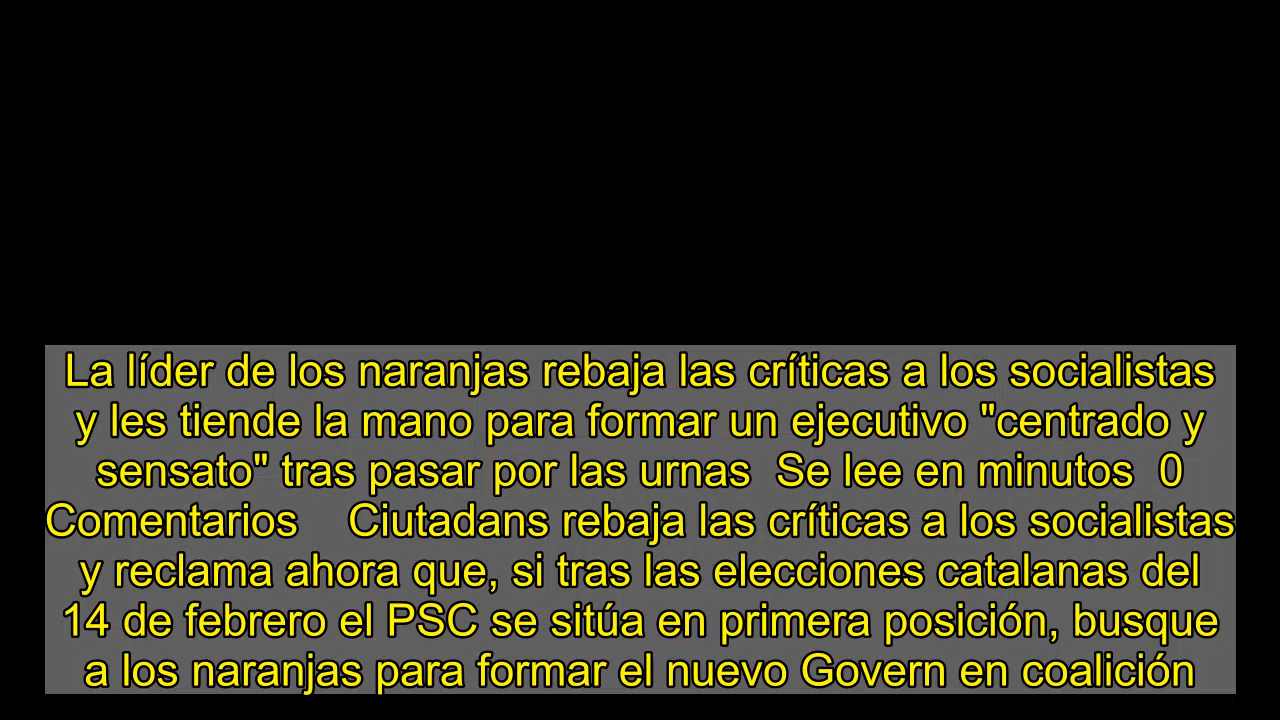 La líder de los naranjas rebaja las críticas a los socialistas
y les tiende la mano para formar un ejecutivo "centrado y
sensato" tras pasar por las urnas  Se lee en minutos  0
Comentarios    Ciutadans rebaja las críticas a los socialistas
y reclama ahora que, si tras las elecciones catalanas del
14 de febrero el PSC se sitúa en primera posición, busque
a los naranjas para formar el nuevo Govern en coalición